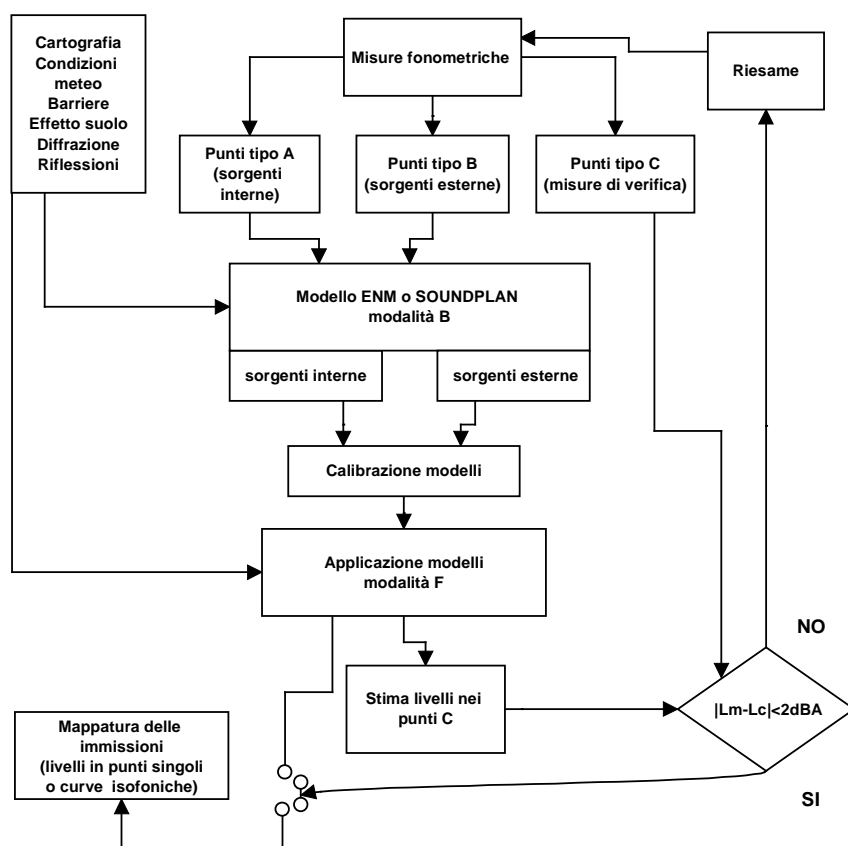 Cartografia
Condizioni
meteo
Barriere
Effetto suolo
Diffrazione
Riflessioni
Misure fonometriche
Riesame
Punti tipo A
(sorgenti
interne)
Punti tipo B
(sorgenti esterne)
Punti tipo C
(misure di verifica)
Modello ENM o SOUNDPLAN
modalità B
sorgenti interne
sorgenti esterne
Calibrazione modelli
Applicazione modelli
modalità F
NO
Stima livelli nei
punti C
|Lm-Lc|<2dBA
SI
Mappatura delle
immissioni
(livelli in punti singoli
o curve isofoniche)